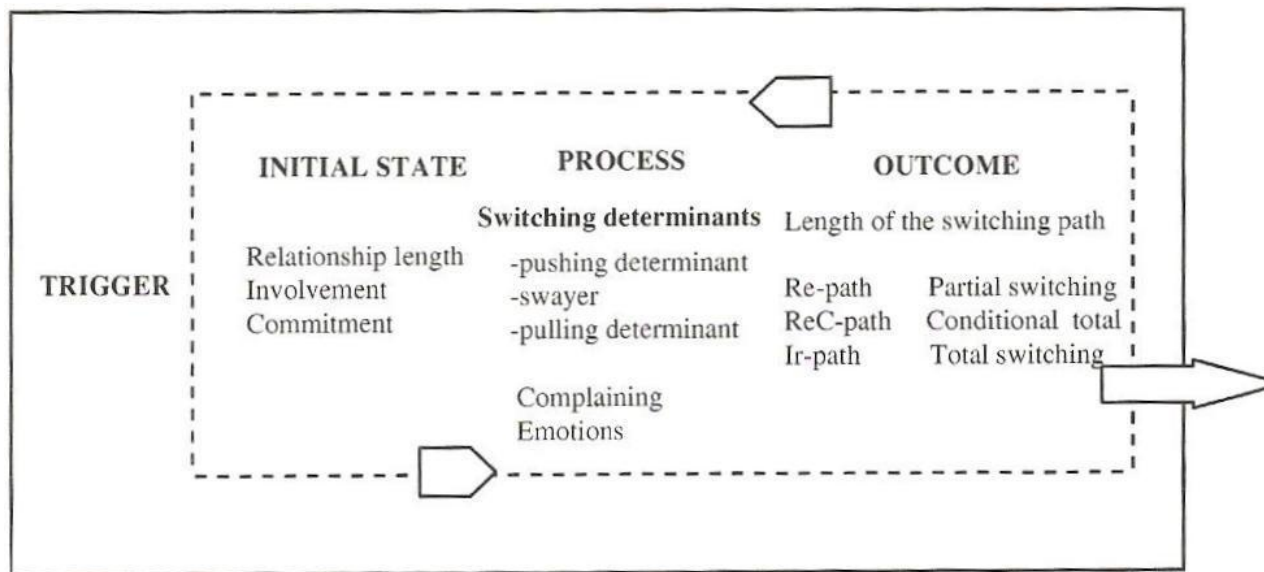 TRIGGER
INITIAL STATE
Relationship length
Involvement
Commitment
PROCESS
Switching determinants
-pushing determinant
-swayer
-pulling determinant
Complaining
Emotions
OUTCOME
Length of the switching path
Re-path Partial switching
ReC-path Conditional total
Ir-path Total switching